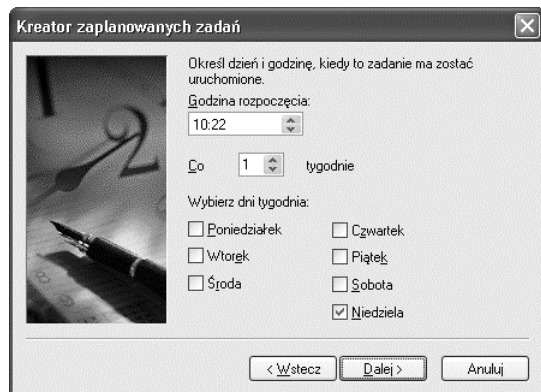 Kreator zaplanowanych zadań
Określ dzień i godzinę, kiedy to zadanie ma zostać
uruchomione.
Godzina rozpoczęcia:
10:22
Co 1 tygodnie
Wybierz dni tygodnia:
Poniedziałek
Wtorek
Środa
Czwartek
Piątek
Sobota
Niedziela
< Wstecz
Dalej >
Anuluj